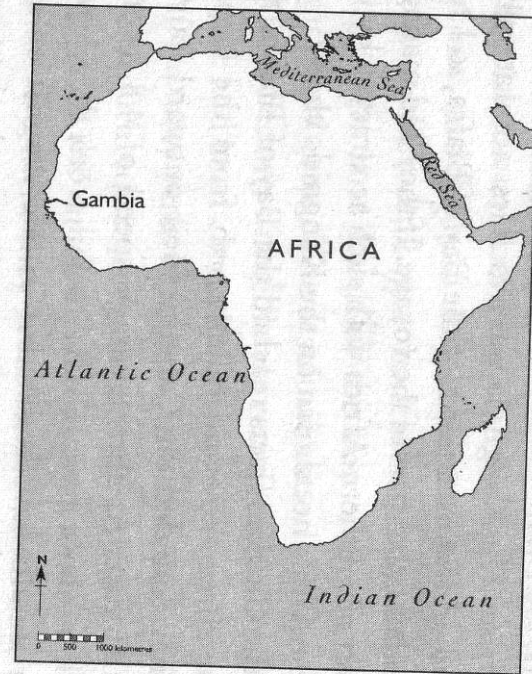 Mediterranean Sea
Red Sea
Gambia
AFRICA
Atlantic Ocean
Indian Ocean
N
0 500 1000 kilometres